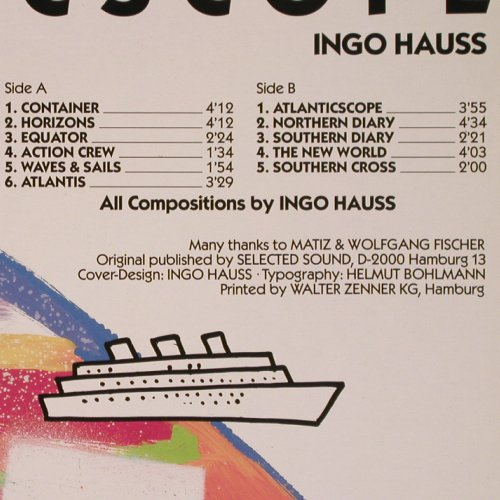 INGO HAUSS
Side A
1. CONTAINER 4'12
2. HORIZONS 4'12
3. EQUATOR 2'24
4. ACTION CREW 1'34
5. WAVES & SAILS 1'54
6. ATLANTIS 3'29
Side B
1. ATLANTICSCOPE 3'55
2. NORTHERN DIARY 4'34
3. SOUTHERN DIARY 2'21
4. THE NEW WORLD 4'03
5. SOUTHERN CROSS 2'00
All Compositions by INGO HAUSS
Many thanks to MATIZ & WOLFGANG FISCHER
Original published by SELECTED SOUND, D-2000 Hamburg 13
Cover-Design: INGO HAUSS · Typography: HELMUT BOHLMANN
Printed by WALTER ZENNER KG, Hamburg